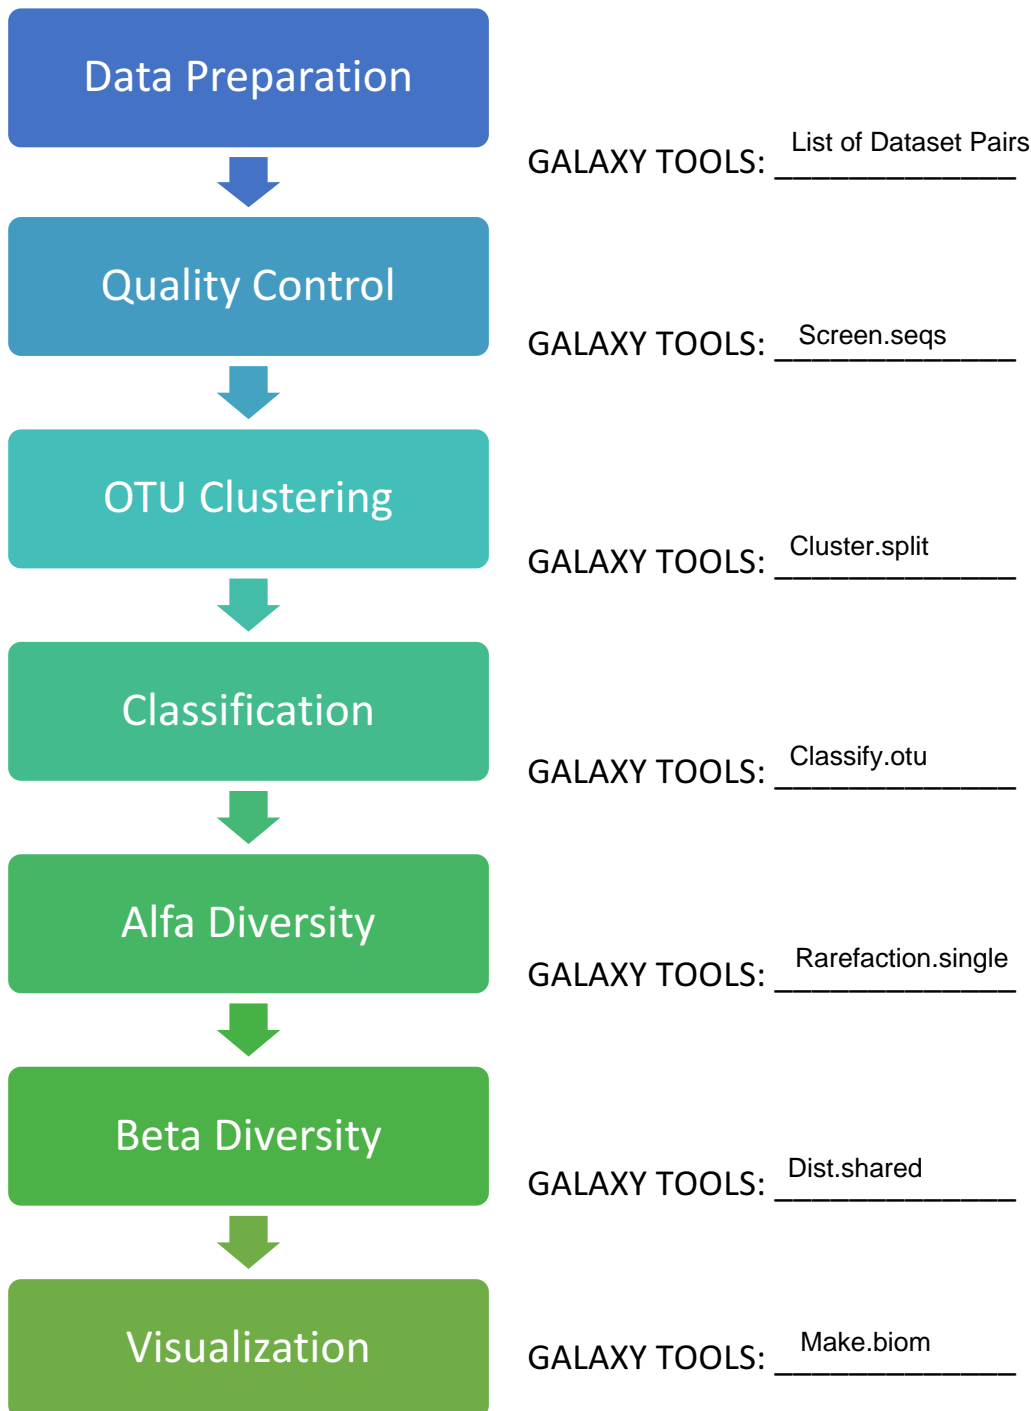 Data Preparation
GALAXY TOOLS: List of Dataset Pairs
Quality Control
GALAXY TOOLS: Screen.seqs
OTU Clustering
GALAXY TOOLS: Cluster.split
Classification
GALAXY TOOLS: Classify.otu
Alfa Diversity
GALAXY TOOLS: Rarefaction.single
Beta Diversity
GALAXY TOOLS: Dist.shared
Visualization
GALAXY TOOLS: Make.biom